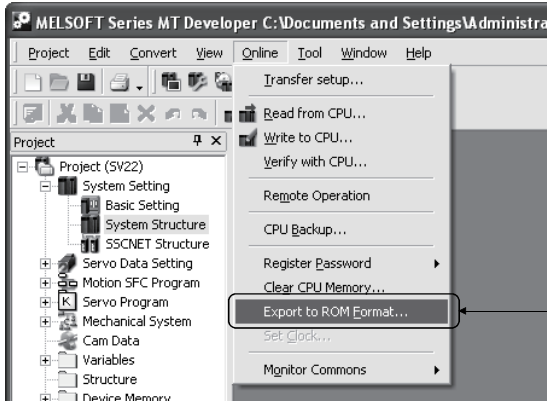 MELSOFT Series MT Developer C:\Documents and Settings\Administra
Project Edit Convert View Online Tool Window Help
Transfer setup...
Read from CPU...
Write to CPU...
Verify with CPU...
Remote Operation
CPU Backup...
Register Password
Clear CPU Memory...
Export to ROM Format...
Set Clock...
Monitor Commons
Project
Project (SV22)
System Setting
Basic Setting
System Structure
SSCNET Structure
Servo Data Setting
Motion SFC Program
K Servo Program
Mechanical System
Cam Data
Variables
Structure
Device Memory